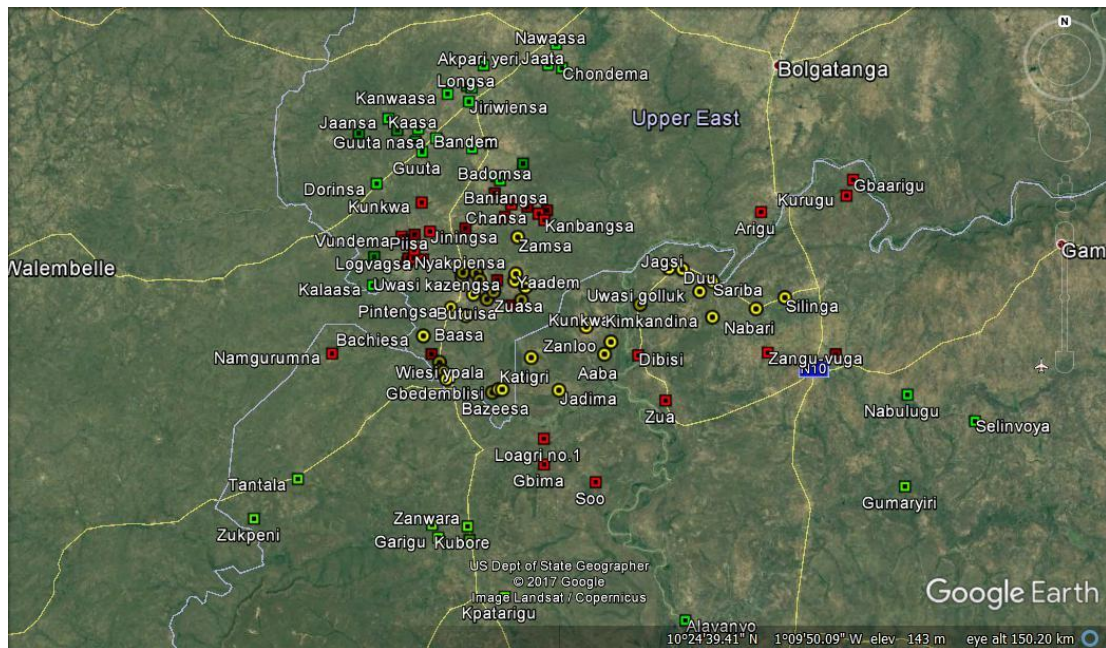 Nawaasa
N
Akpari yeri
Jaata
Bolgatanga
Chondema
Longsa
Kanwaasa
Jiriwiensa
Upper East
Jaansa
Kaasa
Guuta nasa
Bandem
Guuta
Badomsa
Dorinsa
Gbaarigu
Baniangsa
Kurugu
Kunkwa
Chansa
Kanbangsa
Arigu
Jiningsa
Vundema
Piisa
Zamsa
Gam
Logvagsa
Nyakpiensa
Jagsi
Walembelle
Duu
Kalaasa
Uwasi kazengsa
Yaadem
Sariba
Uwasi golluk
Silinga
Pintengsa
Butuisa
Zuasa
Kunkwa
Kimkandina
Nabari
Bachiesa
Baasa
Zanloo
Namgurumna
Dibisi
Zangu-vuga
N10
Wiesi
ypala
Katigri
Aaba
Gbedemblisi
Jadima
Nabulugu
Bazeesa
Zua
Selinvoya
Loagri no.1
Gbima
Tantala
Soo
Gumaryiri
Zanwara
Zukpeni
Garigu
Kubore
US Dept of State Geographer
© 2017 Google
Image Landsat / Copernicus
Google Earth
Kpatarigu
Alavanyo
10°24'39.41" N 1°09'50.09" W elev 143 m eye alt 150.20 km